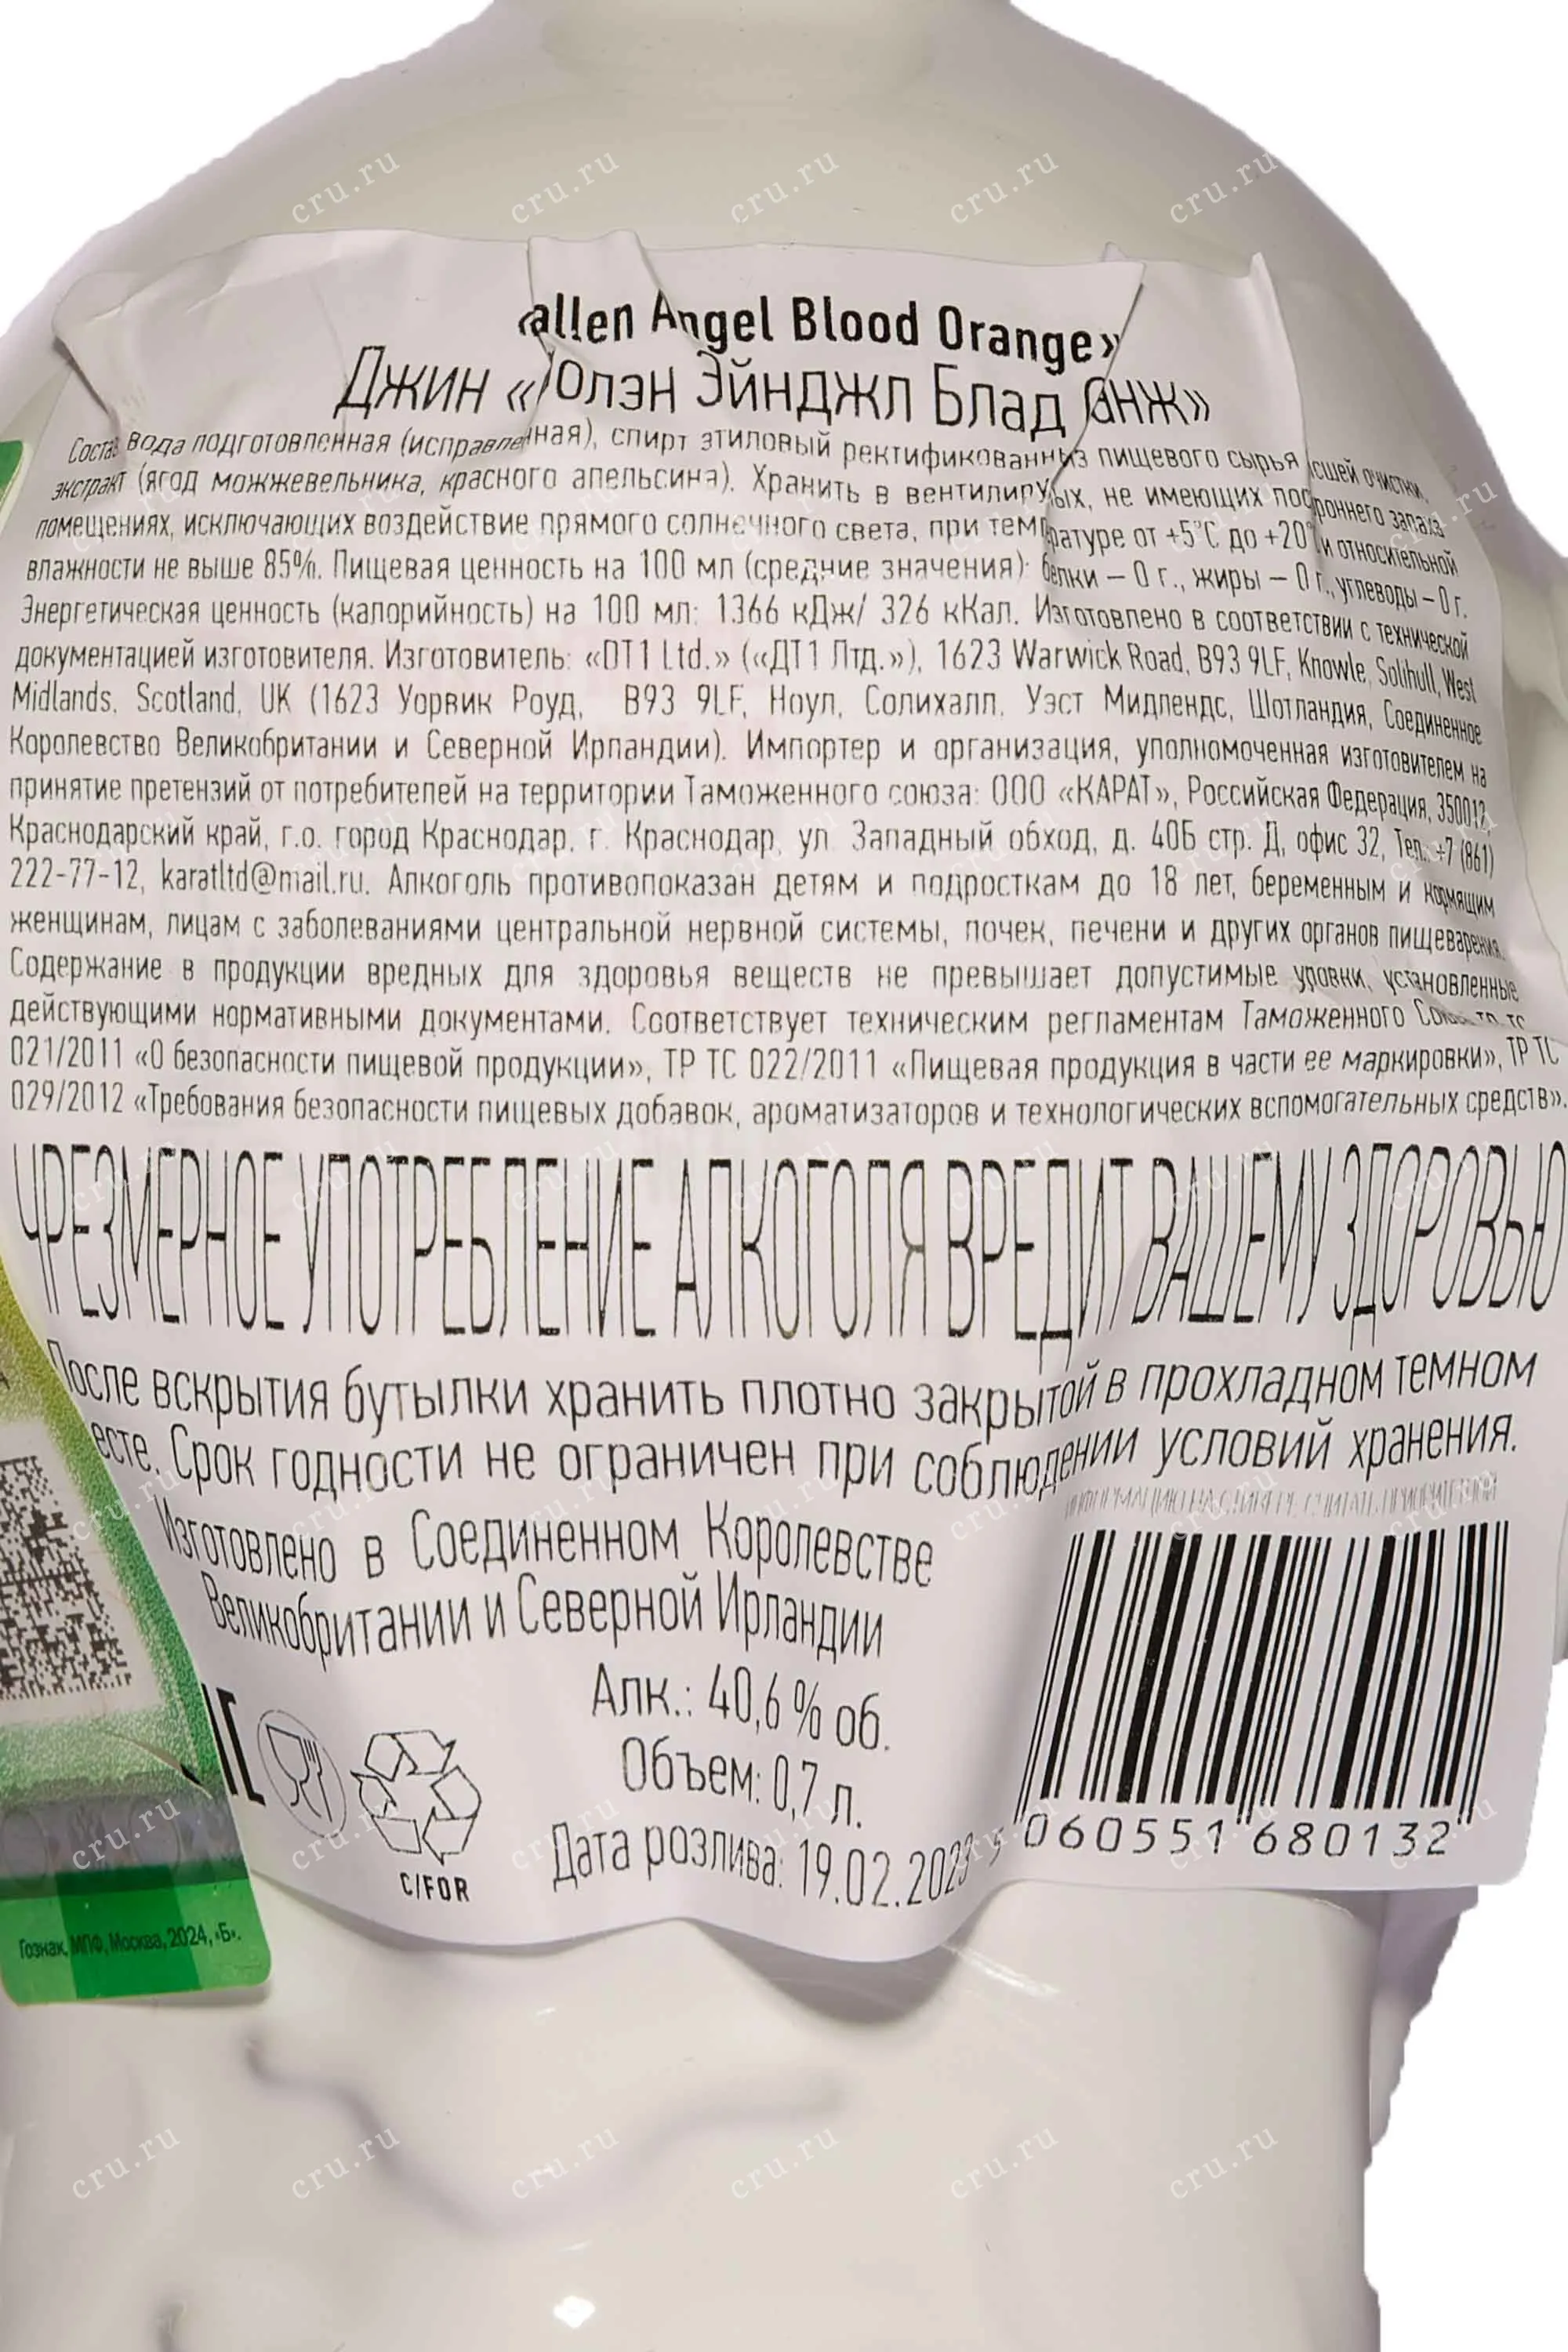 allen Angel Blood Orange»
Джин « Олэн Эйнджл Блад анж»
Соста вода подготовленная (исправленная), спирт этиловый ректификованный з пищевого сырья сшей очистки,
экстракт (ягод можжевельника, красного апельсина). Хранить в вентилиру ых, не имеющих пос роннего запаха
помещениях, исключающих воздействие прямого солнечного света, при температуре от +5°С до +20° и относительной
влажности не выше 85%. Пищевая ценность на 100 мл (средние значения): белки – 0 г., жиры – 0 г., углеводы – 0 г.
Энергетическая ценность (калорийность) на 100 мл: 1366 кДж/ 326 кКал. Изготовлено в соответствии с технической
документацией изготовителя. Изготовитель: «DT1 Ltd.» («ДТ1 Лтд.»), 1623 Warwick Road, B93 9LF, Knowle, Solihull, West
Midlands, Scotland, UK (1623 Уорвик Роуд, B93 9LF, Ноул, Солихалл, Уэст Мидлендс, Шотландия, Соединенное
Королевство Великобритании и Северной Ирландии). Импортер и организация, уполномоченная изготовителем на
принятие претензий от потребителей на территории Таможенного союза: ООО «КАРАТ», Российская Федерация, 350012,
Краснодарский край, г.о. город Краснодар, г. Краснодар, ул. Западный обход, д. 40Б стр. Д, офис 32, Тел.: +7 (861)
222-77-12, karatltd@mail.ru. Алкоголь противопоказан детям и подросткам до 18 лет, беременным и кормящим
женщинам, лицам с заболеваниями центральной нервной системы, почек, печени и других органов пищеварения.
Содержание в продукции вредных для здоровья веществ не превышает допустимые уровни, установленные
действующими нормативными документами. Соответствует техническим регламентам Таможенного Союза ТР ТС
021/2011 «О безопасности пищевой продукции», ТР ТС 022/2011 «Пищевая продукция в части ее маркировки», ТР ТС
029/2012 «Требования безопасности пищевых добавок, ароматизаторов и технологических вспомогательных средств».
ЧРЕЗМЕРНОЕ УПОТРЕБЛЕНИЕ АЛКОГОЛЯ ВРЕДИТ ВАШЕМУ ЗДОРОВЬЮ
После вскрытия бутылки хранить плотно закрытой в прохладном темном
есте. Срок годности не ограничен при соблюдении условий хранения.
Изготовлено в Соединенном Королевстве
Великобритании и Северной Ирландии
Алк.: 40,6 % об.
Объем: 0,7 л.
Дата розлива: 19.02.2023
C/FOR
5 060551 680132
Гознак, МПФ, Москва, 2024, «Б».
cru.ru